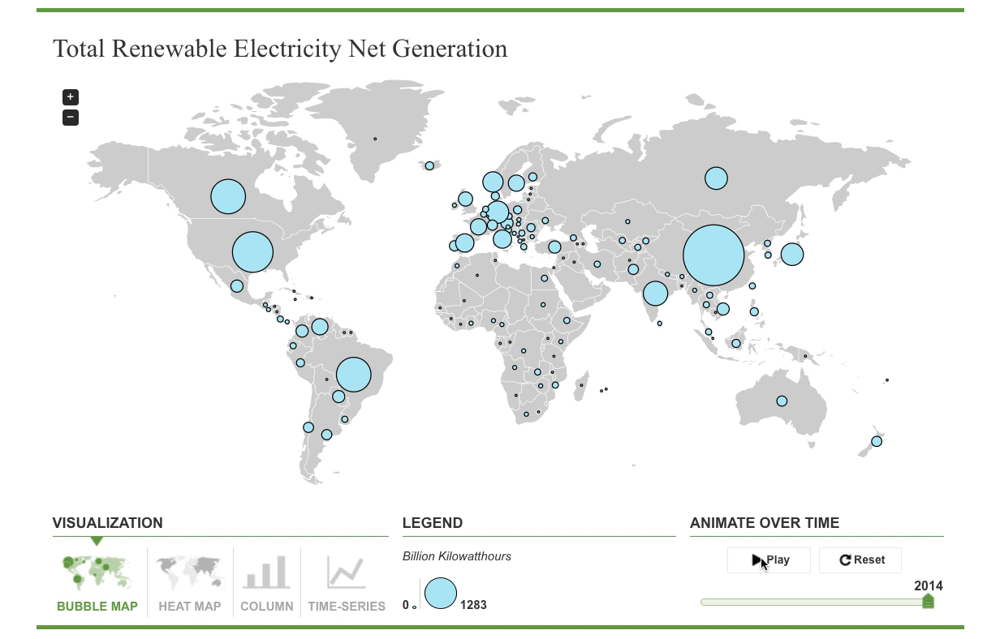 Total Renewable Electricity Net Generation
+
−
VISUALIZATION
LEGEND
ANIMATE OVER TIME
Billion Kilowatthours
Play
Reset
2014
0
1283
BUBBLE MAP
HEAT MAP
COLUMN
TIME-SERIES